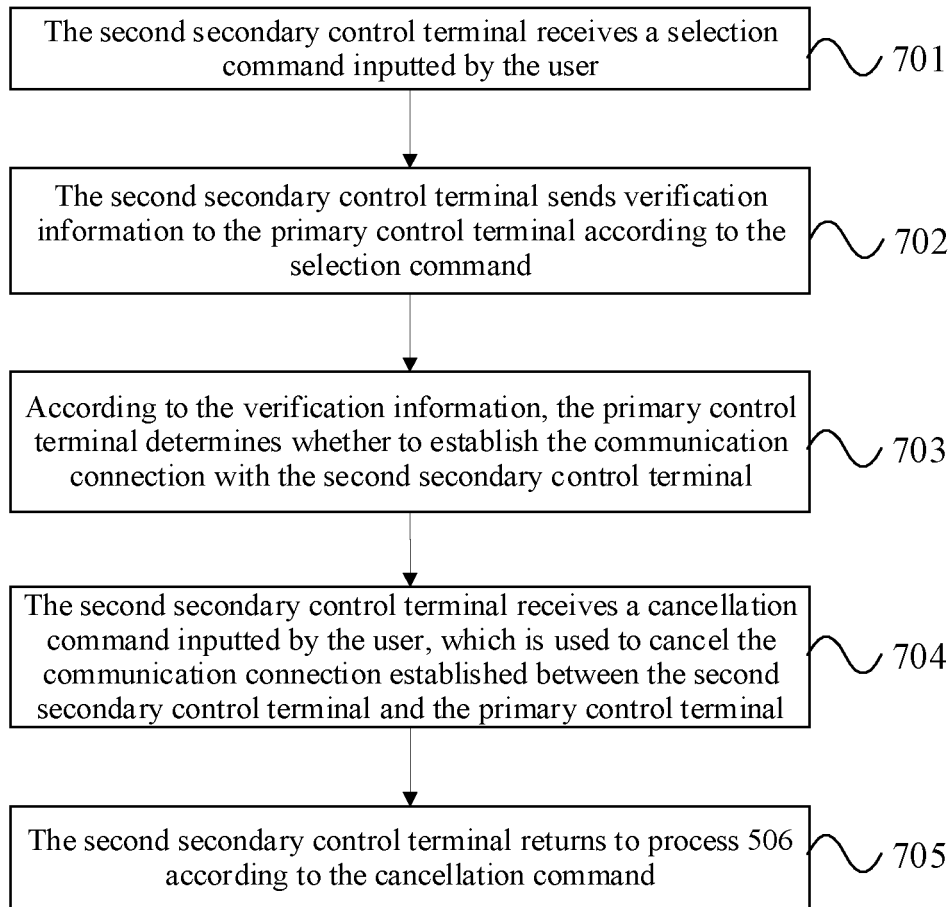 The second secondary control terminal receives a selection
command inputted by the user
701
The second secondary control terminal sends verification
information to the primary control terminal according to the
selection command
702
According to the verification information, the primary control
terminal determines whether to establish the communication
connection with the second secondary control terminal
703
The second secondary control terminal receives a cancellation
command inputted by the user, which is used to cancel the
communication connection established between the second
secondary control terminal and the primary control terminal
704
The second secondary control terminal returns to process 506
according to the cancellation command
705